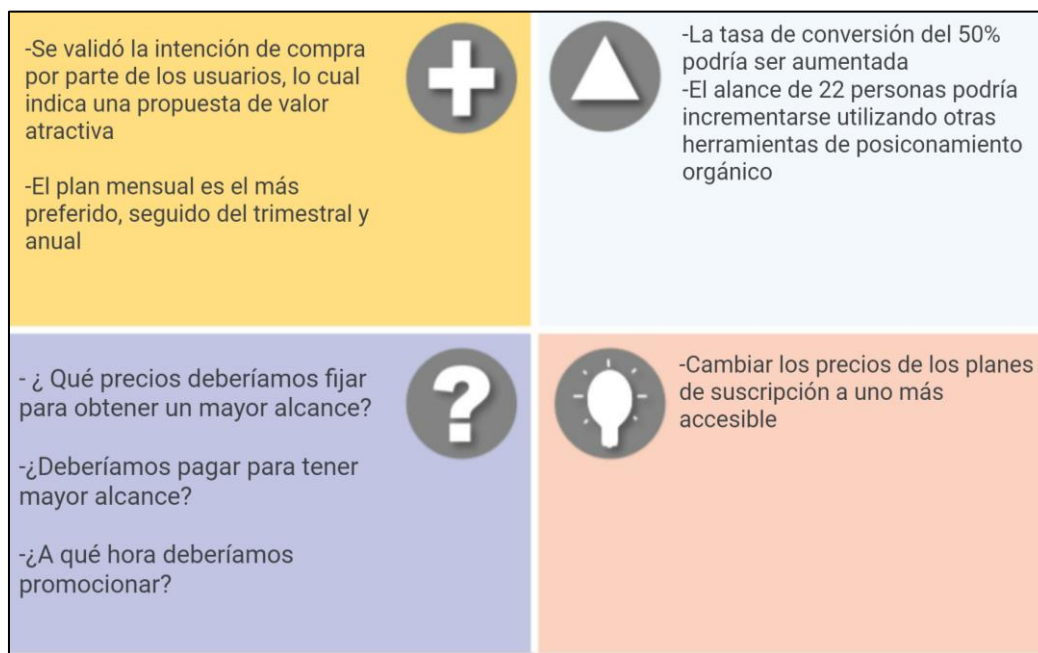 -Se validó la intención de compra
por parte de los usuarios, lo cual
indica una propuesta de valor
atractiva
-El plan mensual es el más
preferido, seguido del trimestral y
anual
-La tasa de conversión del 50%
podría ser aumentada
-El alance de 22 personas podría
incrementarse utilizando otras
herramientas de posiconamiento
orgánico
- ¿ Qué precios deberíamos fijar
para obtener un mayor alcance?
-¿Deberíamos pagar para tener
mayor alcance?
-¿A qué hora deberíamos
promocionar?
-Cambiar los precios de los planes
de suscripción a uno más
accesible